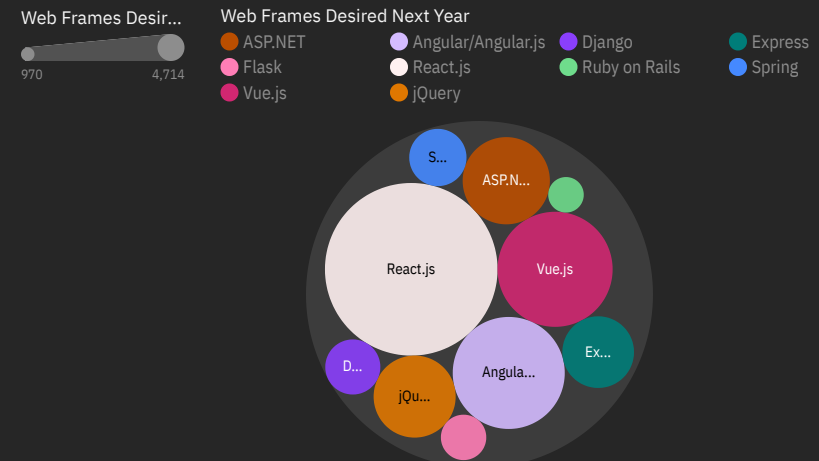 Web Frames Desir...
970
4,714
Web Frames Desired Next Year
ASP.NET
Angular/Angular.js
Django
Express
Flask
React.js
Ruby on Rails
Spring
Vue.js
jQuery
S...
ASP.N...
React.js
Vue.js
Ex...
D...
Angula...
jQu...